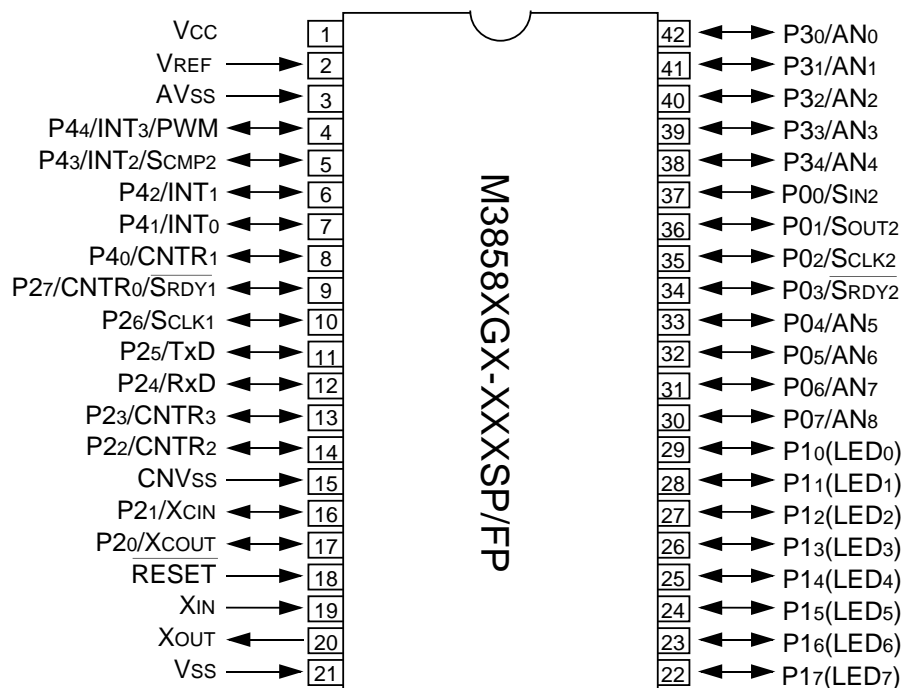 VCC 1
VREF 2
AVSS 3
P44/INT3/PWM 4
P43/INT2/SCMP2 5
P42/INT1 6
P41/INT0 7
P40/CNTR1 8
P27/CNTR0/SRDY1 9
P26/SCLK1 10
P25/TxD 11
P24/RxD 12
P23/CNTR3 13
P22/CNTR2 14
CNVSS 15
P21/XCIN 16
P20/XCOUT 17
RESET 18
XIN 19
XOUT 20
VSS 21
M3858XGX-XXXSP/FP
42 P30/AN0
41 P31/AN1
40 P32/AN2
39 P33/AN3
38 P34/AN4
37 P00/SIN2
36 P01/SOUT2
35 P02/SCLK2
34 P03/SRDY2
33 P04/AN5
32 P05/AN6
31 P06/AN7
30 P07/AN8
29 P10(LED0)
28 P11(LED1)
27 P12(LED2)
26 P13(LED3)
25 P14(LED4)
24 P15(LED5)
23 P16(LED6)
22 P17(LED7)